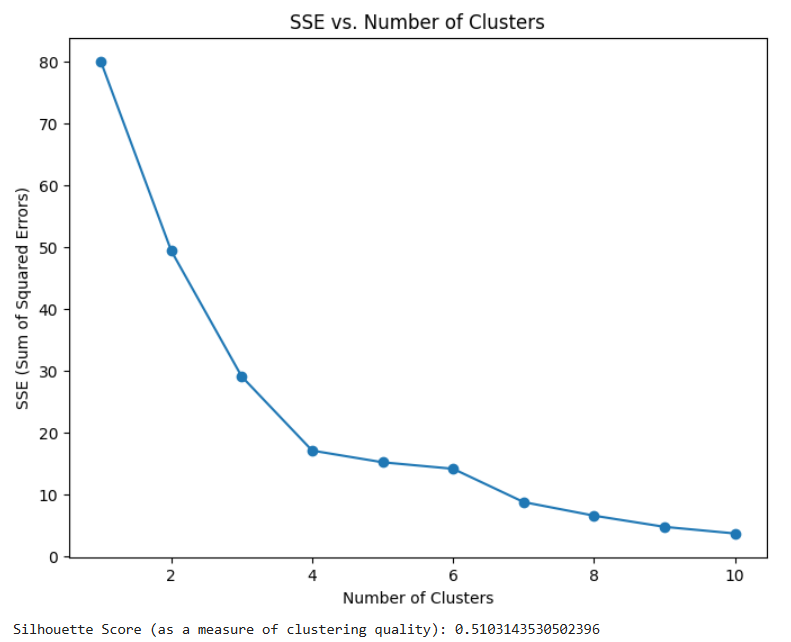 SSE vs. Number of Clusters
80
70
60
50
40
30
20
10
0
SSE (Sum of Squared Errors)
2 4 6 8 10
Number of Clusters
Silhouette Score (as a measure of clustering quality): 0.5103143530502396